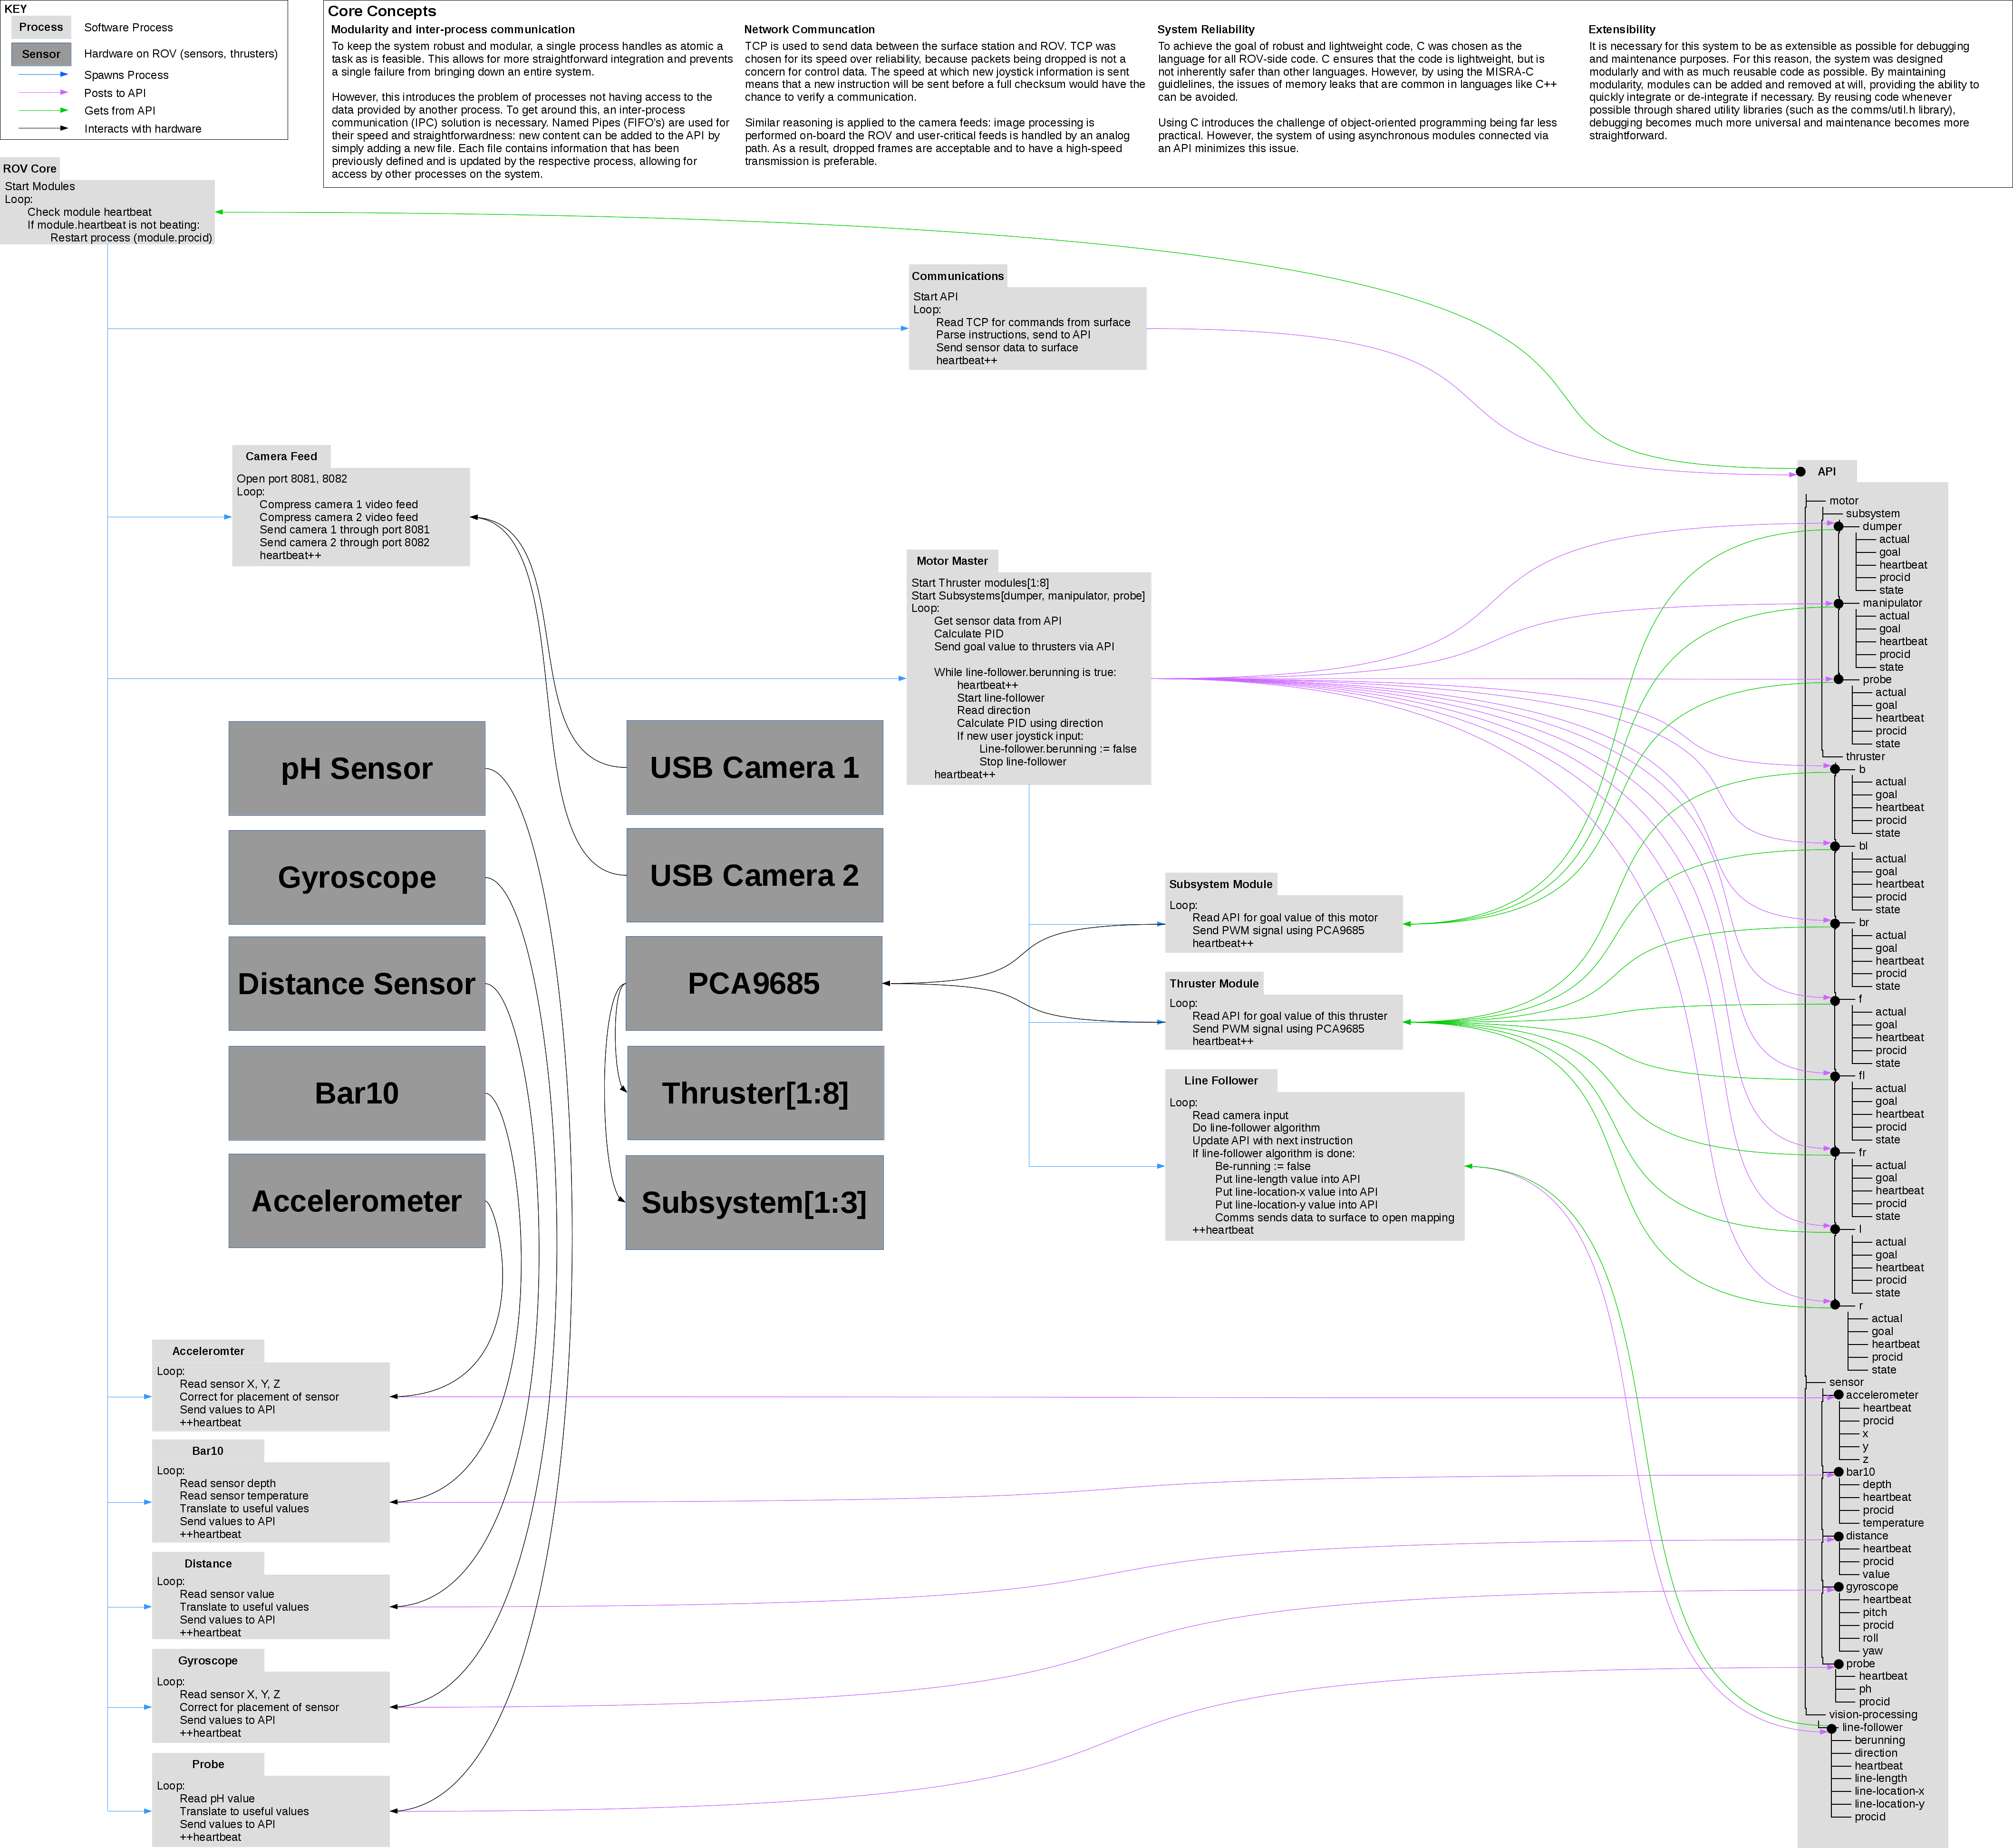 KEY
Process
Software Process
Sensor
Hardware on ROV (sensors, thrusters)
Spawns Process
Posts to API
Gets from API
Interacts with hardware
Core Concepts
Modularity and inter-process communication
To keep the system robust and modular, a single process handles as atomic a
task as is feasible. This allows for more straightforward integration and prevents
a single failure from bringing down an entire system.
However, this introduces the problem of processes not having access to the
data provided by another process. To get around this, an inter-process
communication (IPC) solution is necessary. Named Pipes (FIFO's) are used for
their speed and straightforwardness: new content can be added to the API by
simply adding a new file. Each file contains information that has been
previously defined and is updated by the respective process, allowing for
access by other processes on the system.
Network Communcation
TCP is used to send data between the surface station and ROV. TCP was
chosen for its speed over reliability, because packets being dropped is not a
concern for control data. The speed at which new joystick information is sent
means that a new instruction will be sent before a full checksum would have the
chance to verify a communication.
Similar reasoning is applied to the camera feeds: image processing is
performed on-board the ROV and user-critical feeds is handled by an analog
path. As a result, dropped frames are acceptable and to have a high-speed
transmission is preferable.
System Reliability
To achieve the goal of robust and lightweight code, C was chosen as the
language for all ROV-side code. C ensures that the code is lightweight, but is
not inherently safer than other languages. However, by using the MISRA-C
guidlelines, the issues of memory leaks that are common in languages like C++
can be avoided.
Using C introduces the challenge of object-oriented programming being far less
practical. However, the system of using asynchronous modules connected via
an API minimizes this issue.
Extensibility
It is necessary for this system to be as extensible as possible for debugging
and maintenance purposes. For this reason, the system was designed
modularly and with as much reusable code as possible. By maintaining
modularity, modules can be added and removed at will, providing the ability to
quickly integrate or de-integrate if necessary. By reusing code whenever
possible through shared utility libraries (such as the comms/util.h library),
debugging becomes much more universal and maintenance becomes more
straightforward.
ROV Core
Start Modules
Loop:
Check module heartbeat
If module.heartbeat is not beating:
Restart process (module.procid)
Communications
Start API
Loop:
Read TCP for commands from surface
Parse instructions, send to API
Send sensor data to surface
heartbeat++
Camera Feed
Open port 8081, 8082
Loop:
Compress camera 1 video feed
Compress camera 2 video feed
Send camera 1 through port 8081
Send camera 2 through port 8082
heartbeat++
Motor Master
Start Thruster modules[1:8]
Start Subsystems[dumper, manipulator, probe]
Loop:
Get sensor data from API
Calculate PID
Send goal value to thrusters via API
While line-follower.berunning is true:
heartbeat++
Start line-follower
Read direction
Calculate PID using direction
If new user joystick input:
Line-follower.berunning := false
Stop line-follower
heartbeat++
pH Sensor
Gyroscope
Distance Sensor
Bar10
Accelerometer
USB Camera 1
USB Camera 2
PCA9685
Thruster[1:8]
Subsystem[1:3]
Subsystem Module
Loop:
Read API for goal value of this motor
Send PWM signal using PCA9685
heartbeat++
Thruster Module
Loop:
Read API for goal value of this thruster
Send PWM signal using PCA9685
heartbeat++
Line Follower
Loop:
Read camera input
Do line-follower algorithm
Update API with next instruction
If line-follower algorithm is done:
Be-running := false
Put line-length value into API
Put line-location-x value into API
Put line-location-y value into API
Comms sends data to surface to open mapping
++heartbeat
Acceleromter
Loop:
Read sensor X, Y, Z
Correct for placement of sensor
Send values to API
++heartbeat
Bar10
Loop:
Read sensor depth
Read sensor temperature
Translate to useful values
Send values to API
++heartbeat
Distance
Loop:
Read sensor value
Translate to useful values
Send values to API
++heartbeat
Gyroscope
Loop:
Read sensor X, Y, Z
Correct for placement of sensor
Send values to API
++heartbeat
Probe
Loop:
Read pH value
Translate to useful values
Send values to API
++heartbeat
API
motor
subsystem
dumper
actual
goal
heartbeat
procid
state
manipulator
actual
goal
heartbeat
procid
state
probe
actual
goal
heartbeat
procid
state
thruster
b
actual
goal
heartbeat
procid
state
bl
actual
goal
heartbeat
procid
state
br
actual
goal
heartbeat
procid
state
f
actual
goal
heartbeat
procid
state
fl
actual
goal
heartbeat
procid
state
fr
actual
goal
heartbeat
procid
state
l
actual
goal
heartbeat
procid
state
r
actual
goal
heartbeat
procid
state
sensor
accelerometer
heartbeat
procid
x
y
z
bar10
depth
heartbeat
procid
temperature
distance
heartbeat
procid
value
gyroscope
heartbeat
pitch
procid
roll
yaw
probe
heartbeat
ph
procid
vision-processing
line-follower
berunning
direction
heartbeat
line-length
line-location-x
line-location-y
procid